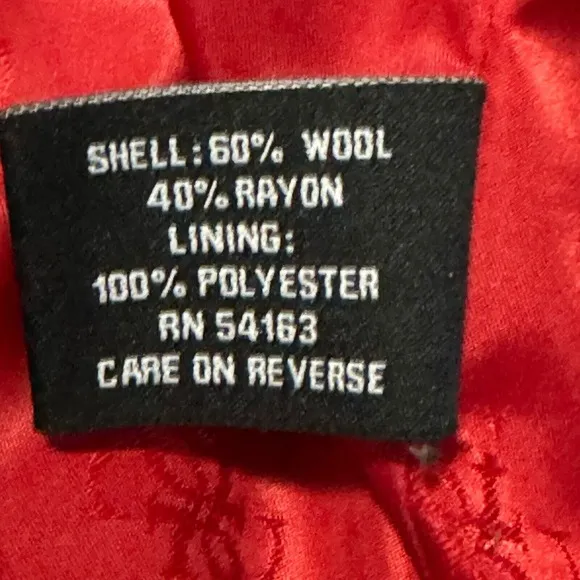 SHELL: 60% WOOL
40% RAYON
LINING:
100% POLYESTER
RN 54163
CARE ON REVERSE